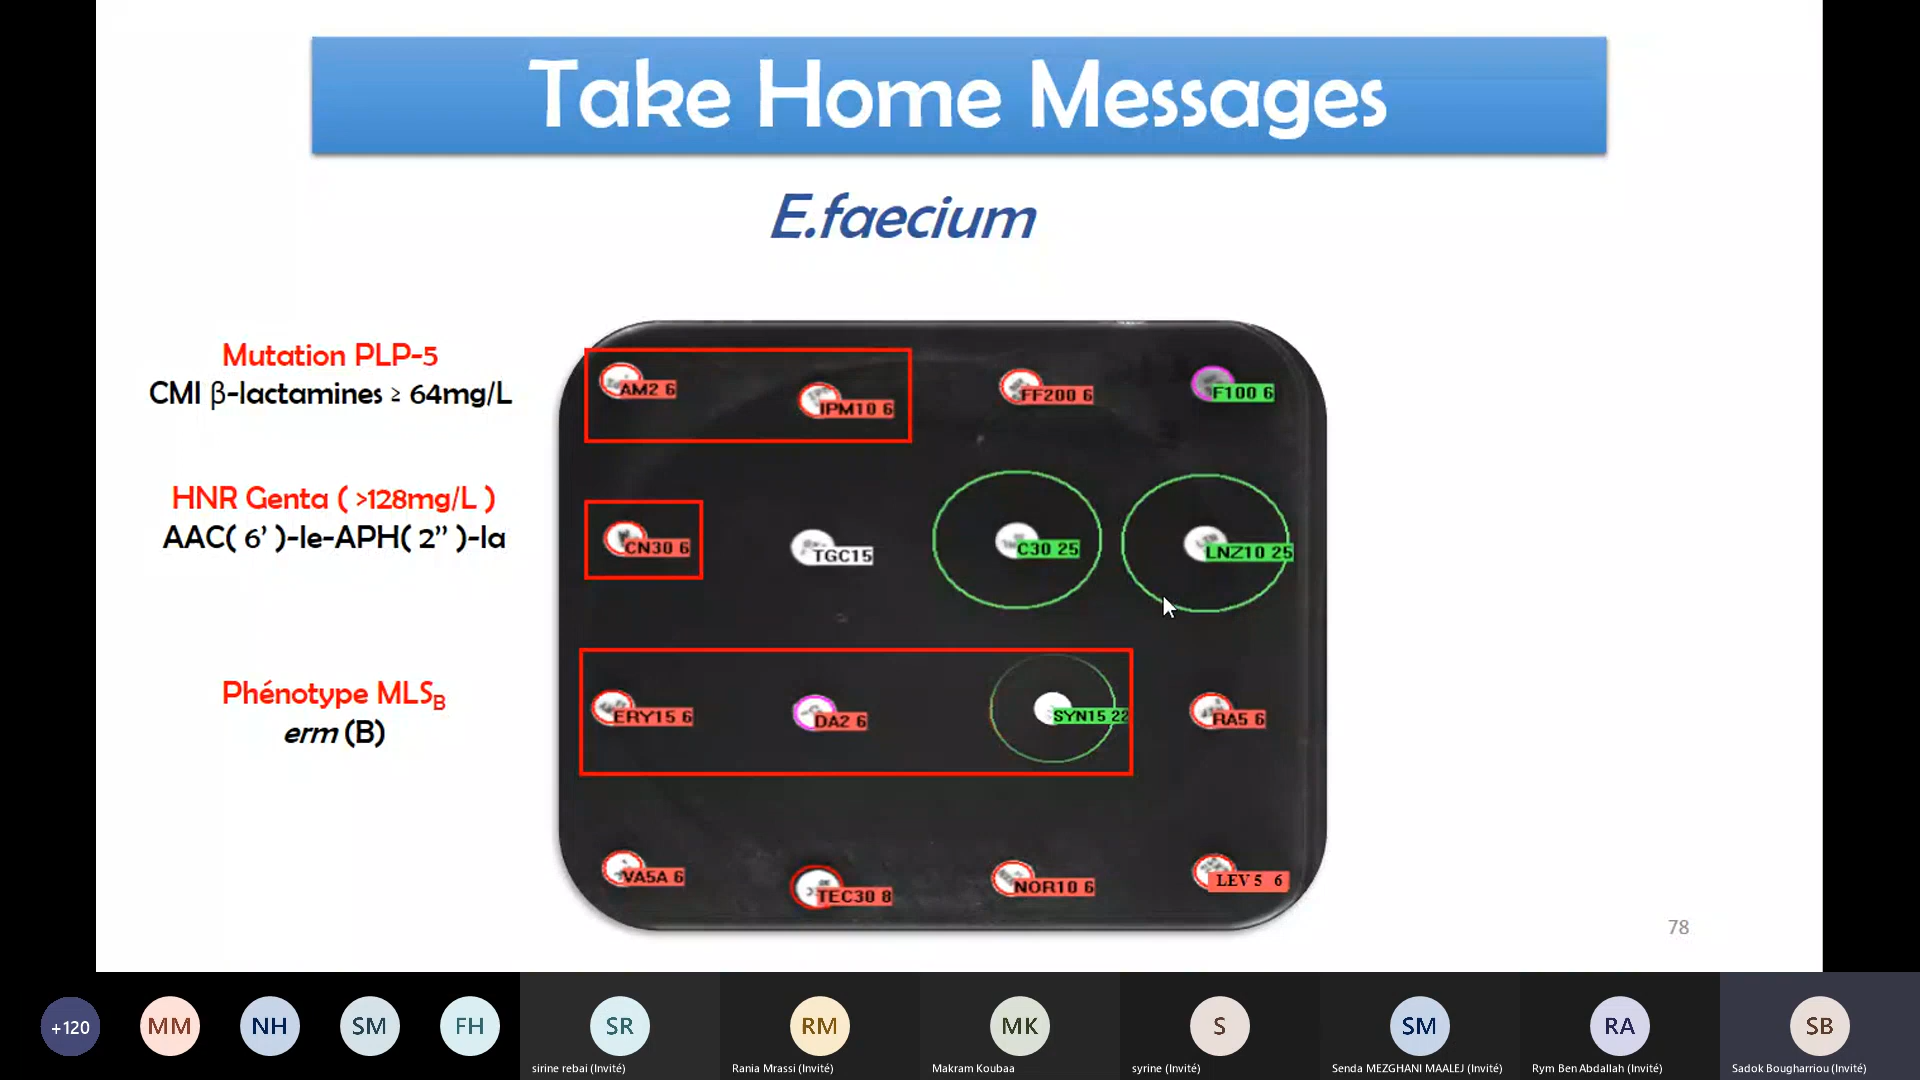 Take Home Messages
E.faecium
Mutation PLP-5
CMI β-lactamines ≥ 64mg/L
HNR Genta ( >128mg/L )
AAC( 6’ )-Ie-APH( 2’’ )-Ia
Phénotype MLSB
erm (B)
AM2 6
IPM10 6
FF200 6
F100 6
CN30 6
TGC15
C30 25
LNZ10 25
ERY15 6
DA2 6
SYN15 22
RA5 6
VA5A 6
TEC30 8
NOR10 6
LEV 5 6
78
+120
MM
NH
SM
FH
SR
RM
MK
S
SM
RA
SB
sirine rebai (Invité)
Rania Mrassi (Invité)
Makram Koubaa
syrine (Invité)
Senda MEZGHANI MAALEJ (Invité)
Rym Ben Abdallah (Invité)
Sadok Bougharriou (Invité)